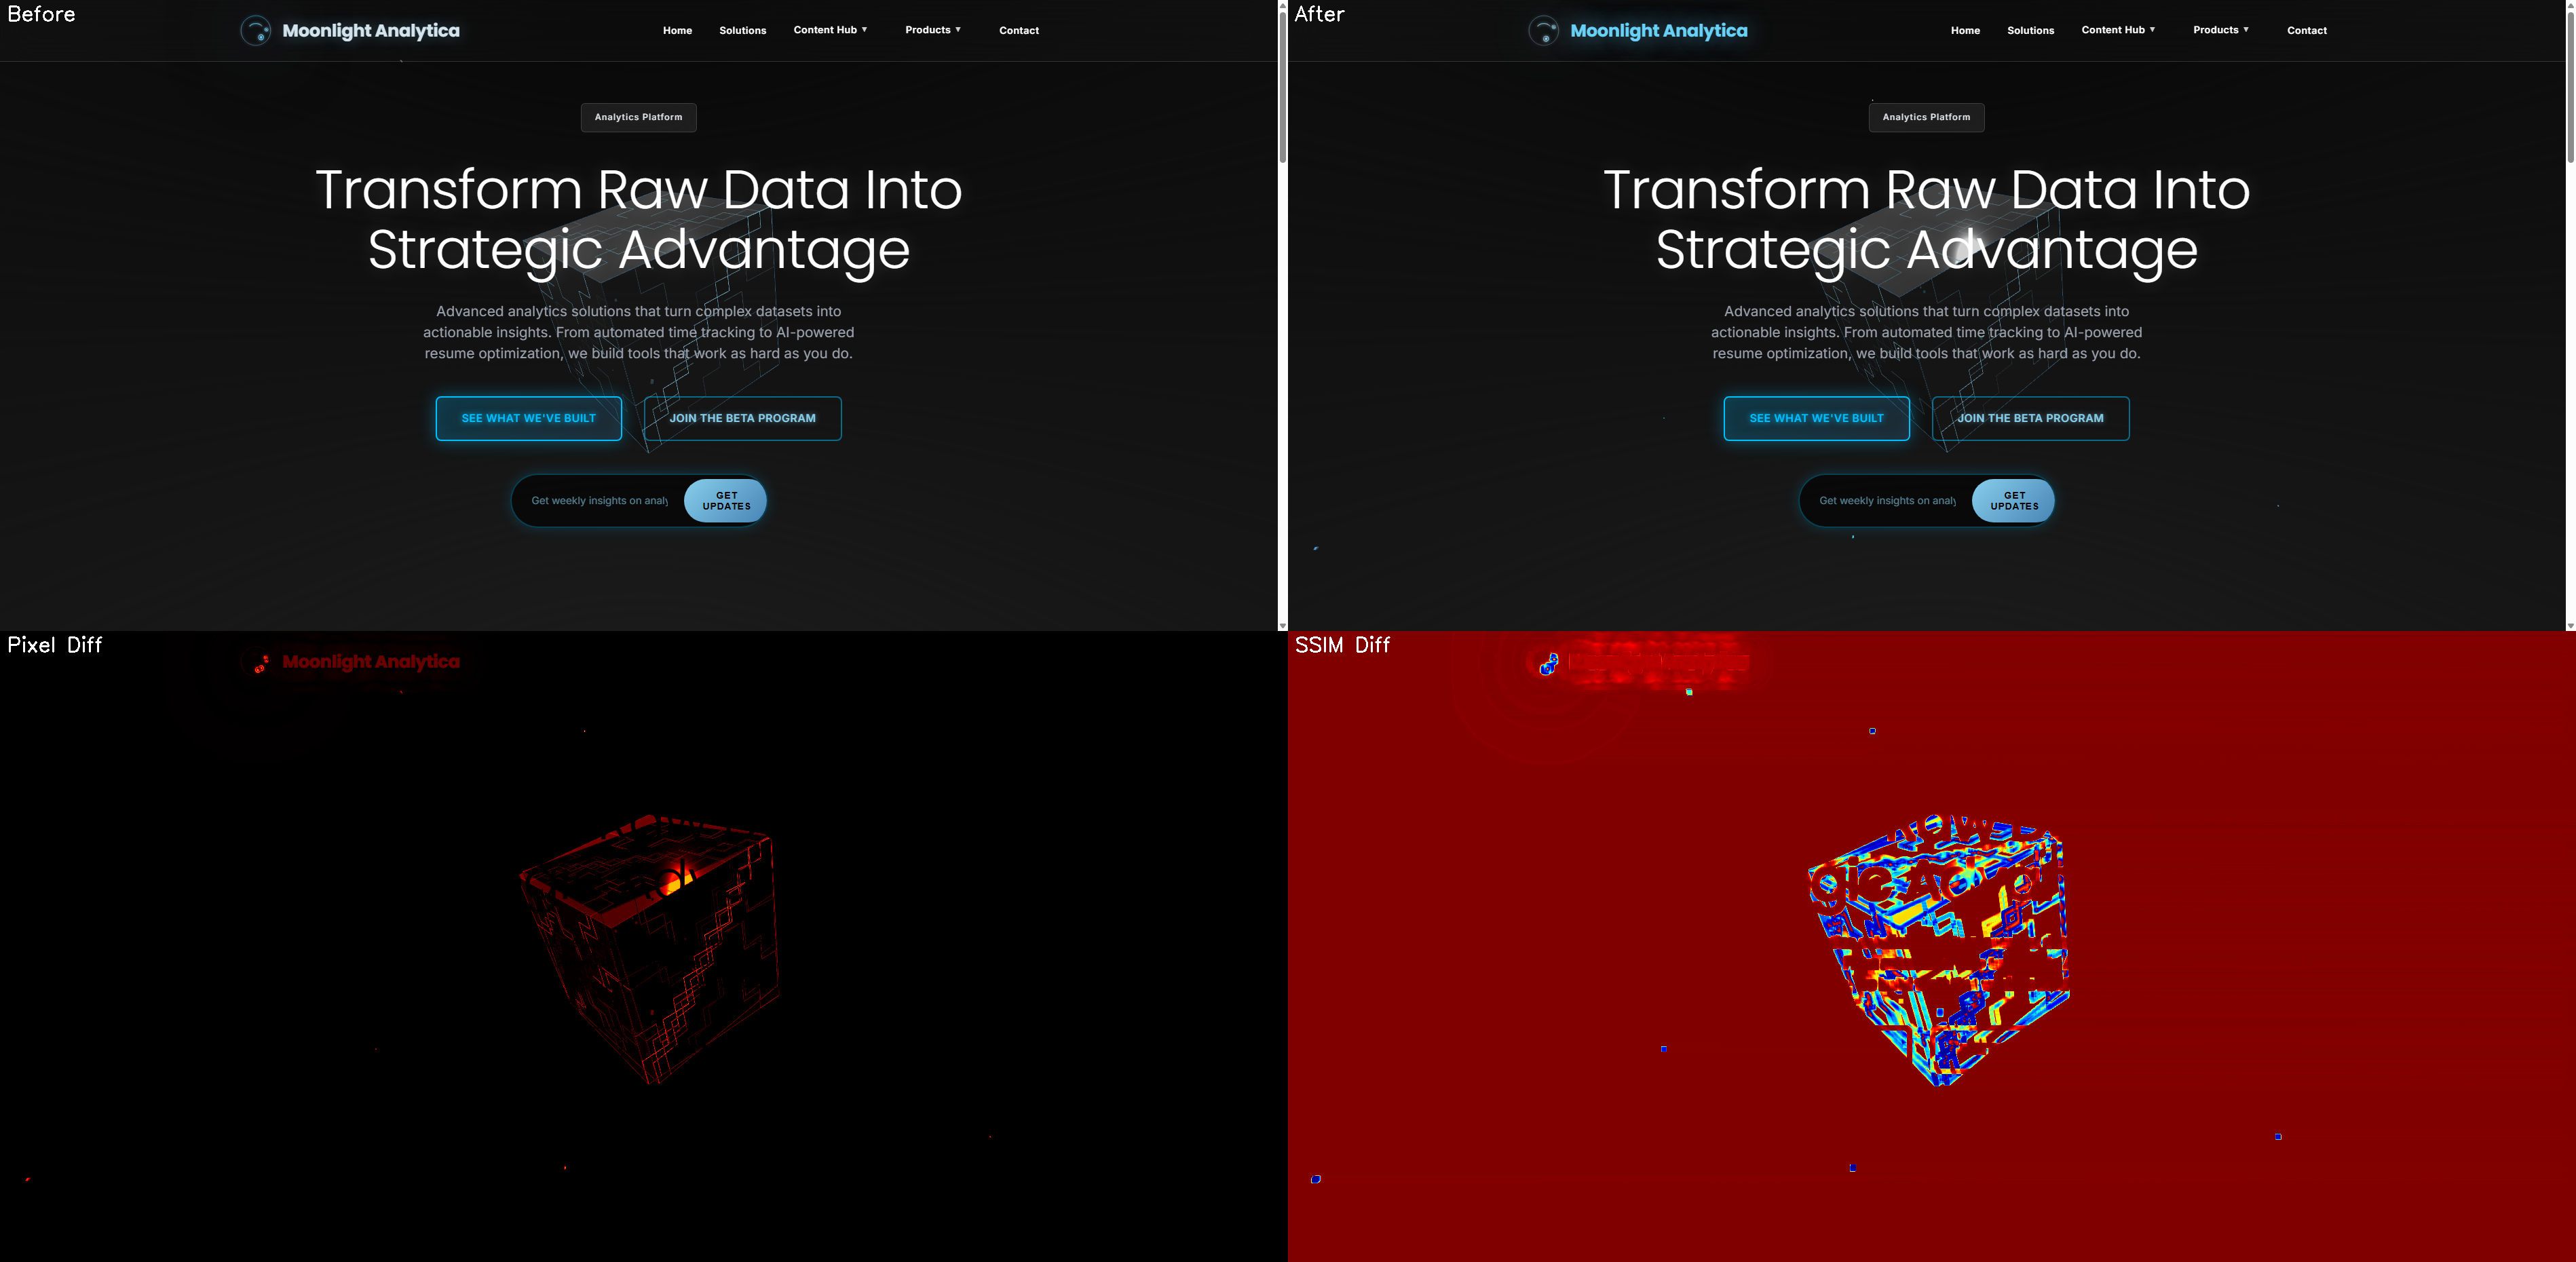 Before
Moonlight Analytica
Home
Solutions
Content Hub ▼
Products ▼
Contact
Analytics Platform
Transform Raw Data Into
Strategic Advantage
Advanced analytics solutions that turn complex datasets into
actionable insights. From automated time tracking to AI-powered
resume optimization, we build tools that work as hard as you do.
SEE WHAT WE'VE BUILT
JOIN THE BETA PROGRAM
Get weekly insights on analy
GET
UPDATES
After
Moonlight Analytica
Home
Solutions
Content Hub ▼
Products ▼
Contact
Analytics Platform
Transform Raw Data Into
Strategic Advantage
Advanced analytics solutions that turn complex datasets into
actionable insights. From automated time tracking to AI-powered
resume optimization, we build tools that work as hard as you do.
SEE WHAT WE'VE BUILT
JOIN THE BETA PROGRAM
Get weekly insights on analy
GET
UPDATES
Pixel Diff
Moonlight Analytica
SSIM Diff